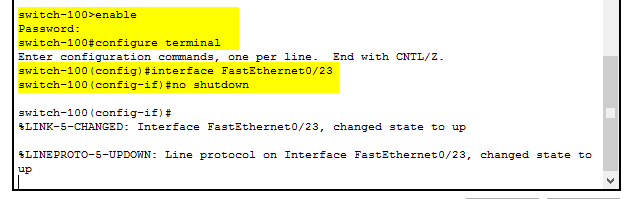 switch-100>enable
Password:
switch-100#configure terminal
Enter configuration commands, one per line.  End with CNTL/Z.
switch-100(config)#interface FastEthernet0/23
switch-100(config-if)#no shutdown
switch-100(config-if)#
%LINK-5-CHANGED: Interface FastEthernet0/23, changed state to up
%LINEPROTO-5-UPDOWN: Line protocol on Interface FastEthernet0/23, changed state to
up